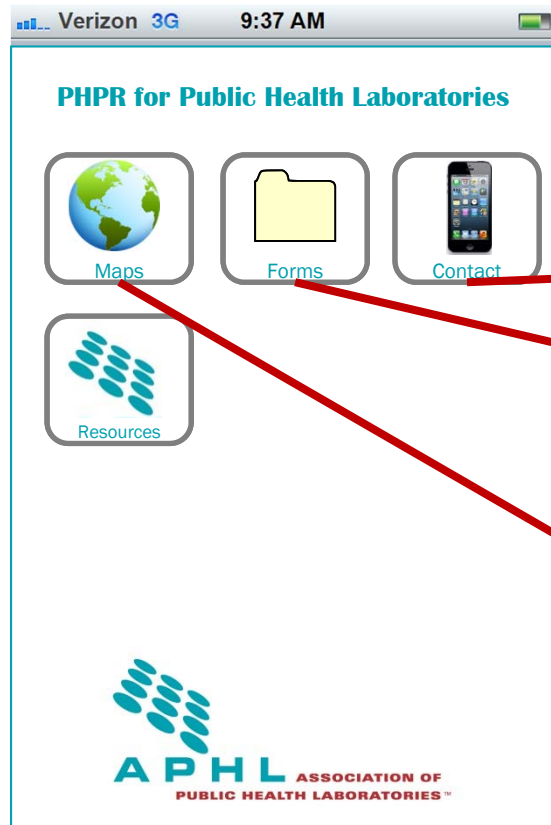 Verizon 3G 9:37 AM
PHPR for Public Health Laboratories
Maps Forms Contact
Resources
APHL ASSOCIATION OF
PUBLIC HEALTH LABORATORIES™